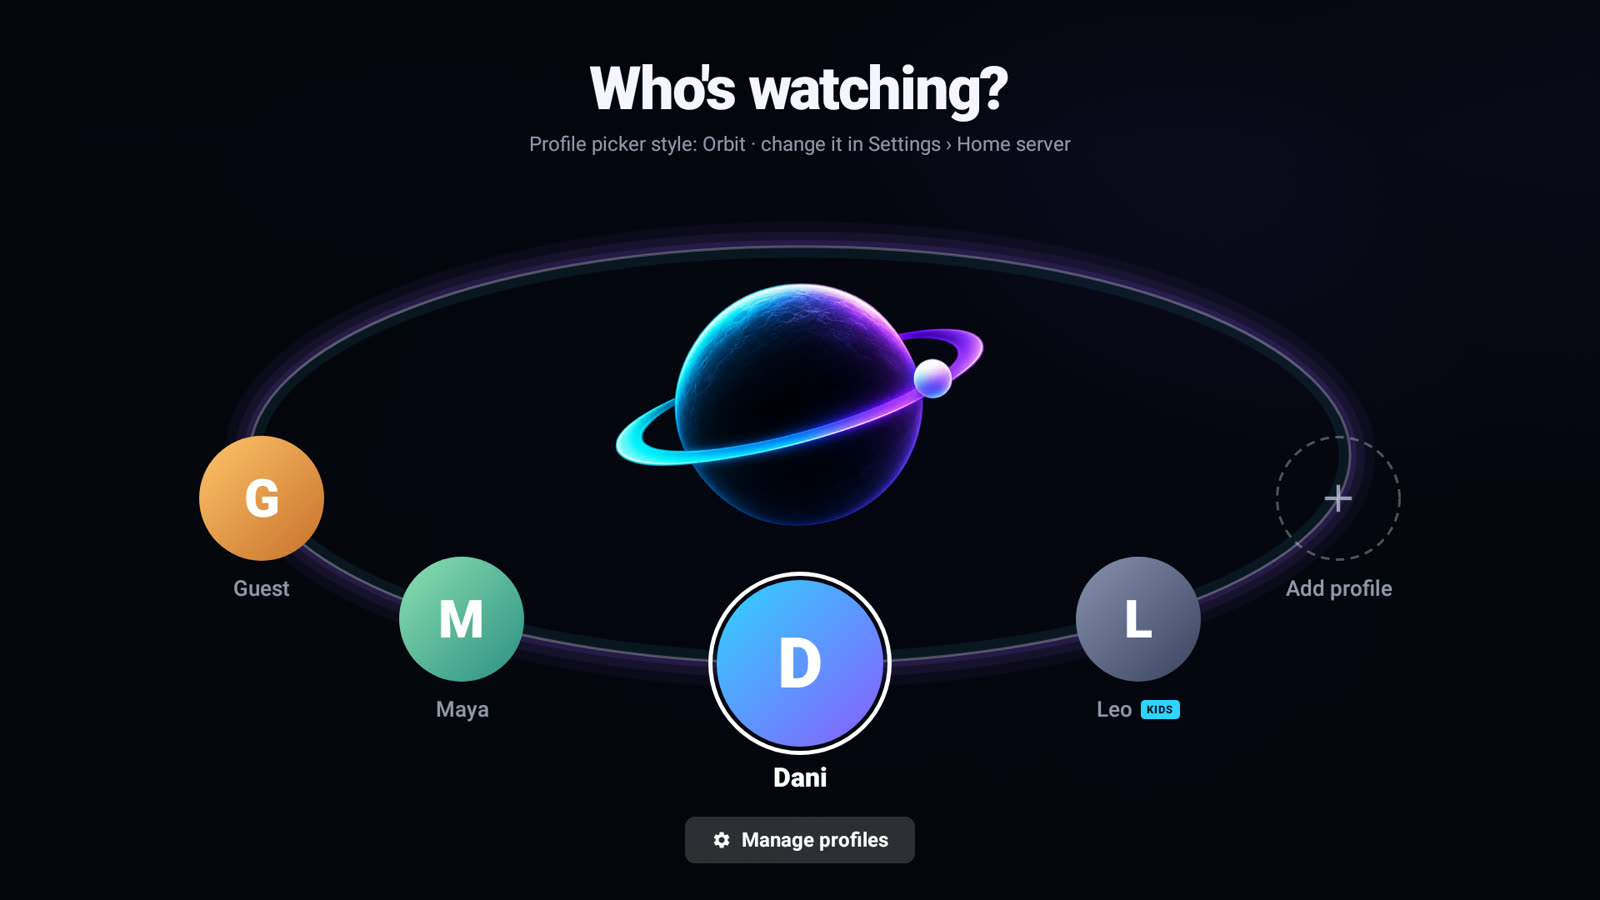 Who's watching?
Profile picker style: Orbit · change it in Settings › Home server
G
Guest
M
Maya
D
Dani
L
Leo KIDS
+
Add profile
Manage profiles